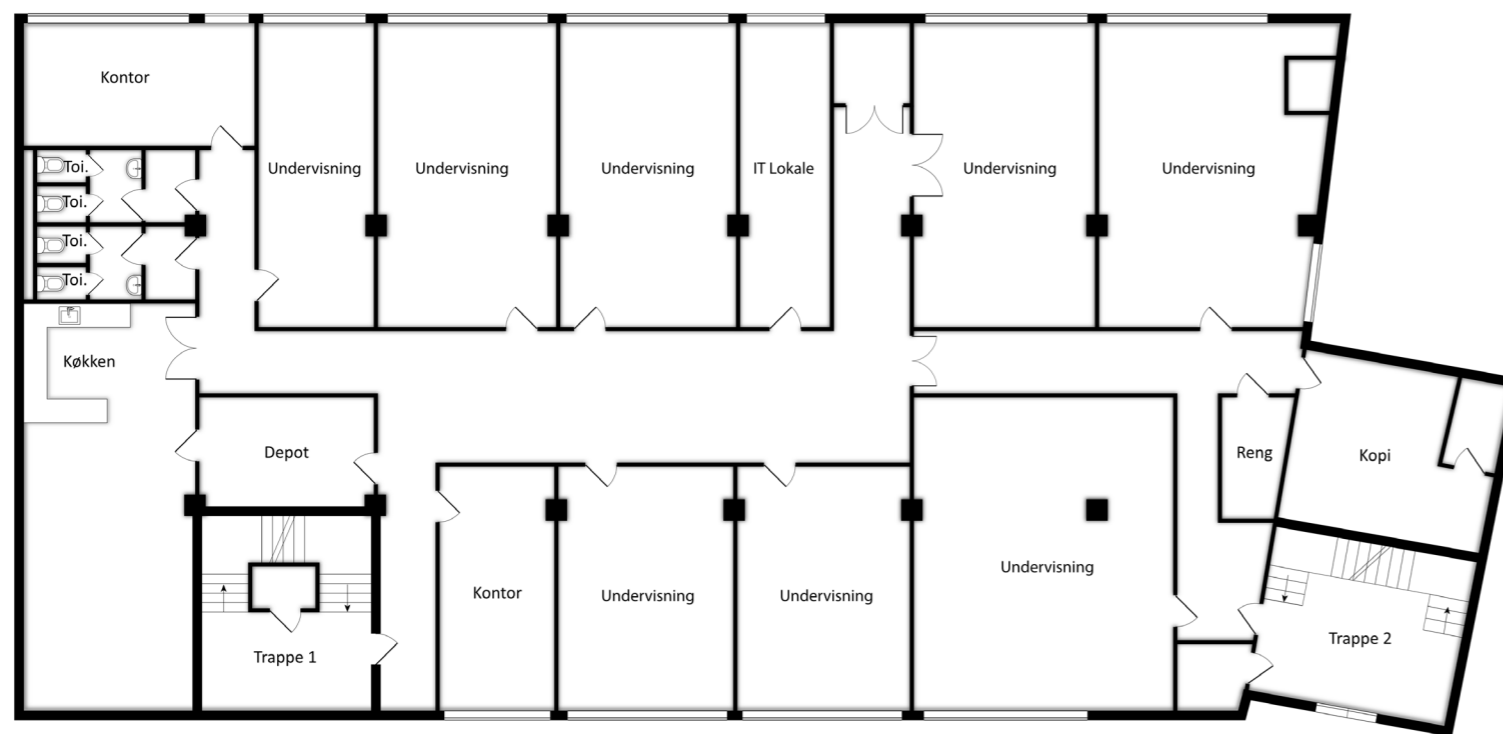 Kontor
Undervisning
Undervisning
Undervisning
IT Lokale
Undervisning
Undervisning
Toi.
Toi.
Toi.
Toi.
Køkken
Depot
Reng
Kopi
Kontor
Undervisning
Undervisning
Undervisning
Trappe 1
Trappe 2